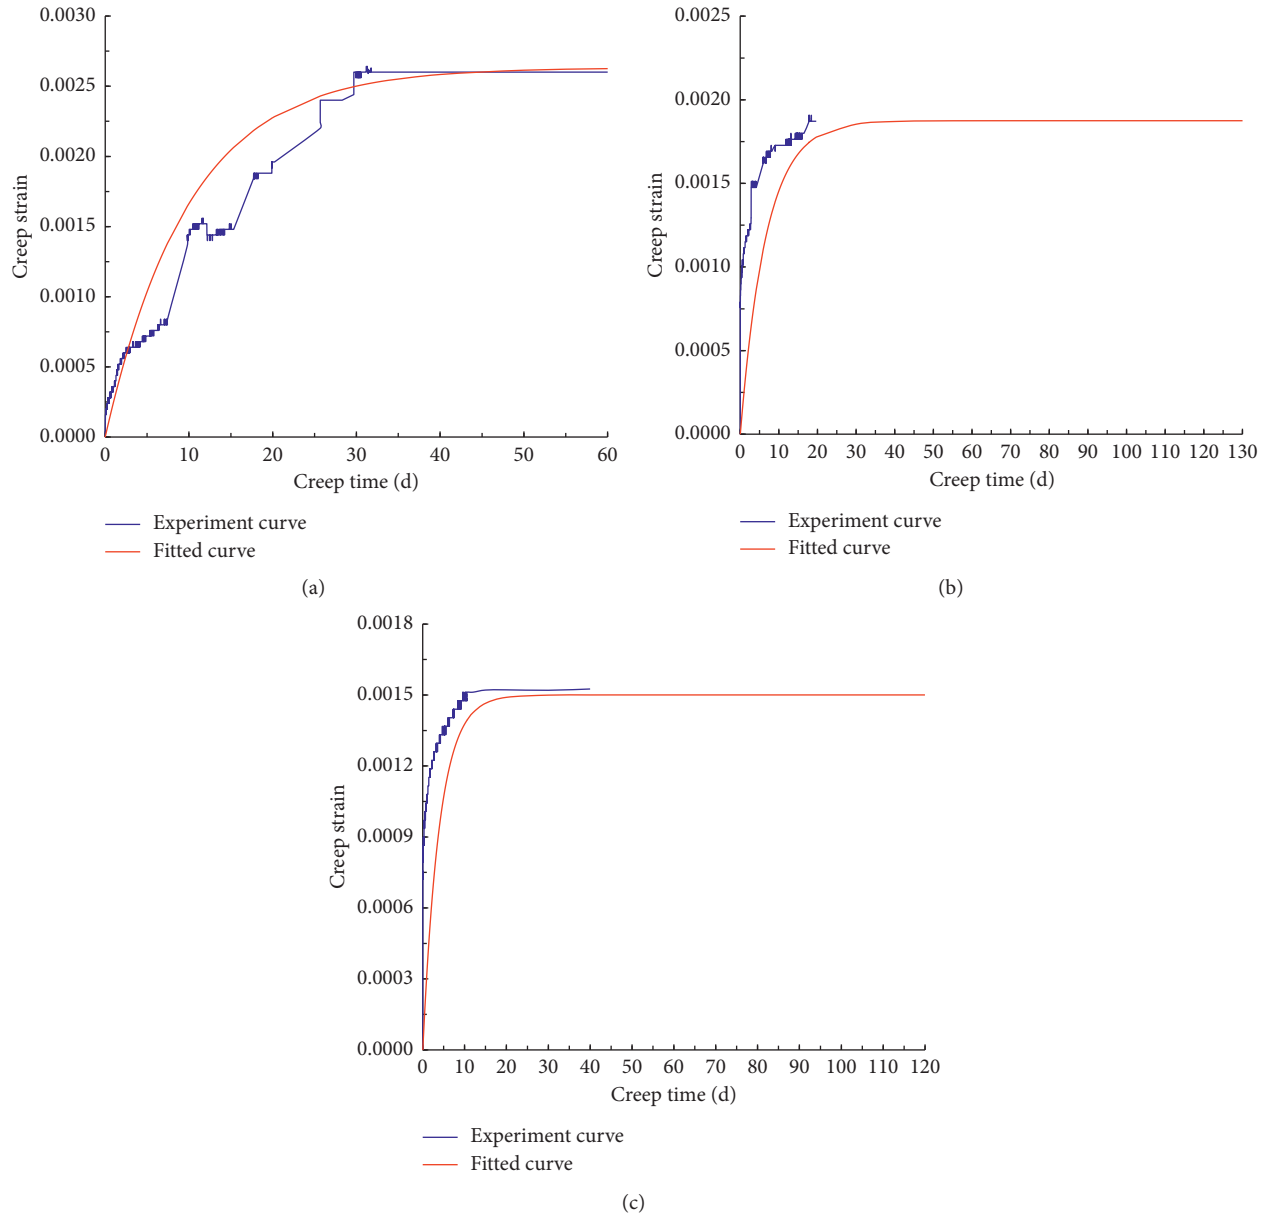 0.0030
0.0025
0.0020
0.0015
0.0010
0.0005
0.0000
Creep strain
0 10 20 30 40 50 60
Creep time (d)
Experiment curve
Fitted curve
(a)
0.0025
0.0020
0.0015
0.0010
0.0005
0.0000
Creep strain
0 10 20 30 40 50 60 70 80 90 100 110 120 130
Creep time (d)
Experiment curve
Fitted curve
(b)
0.0018
0.0015
0.0012
0.0009
0.0006
0.0003
0.0000
Creep strain
0 10 20 30 40 50 60 70 80 90 100 110 120
Creep time (d)
Experiment curve
Fitted curve
(c)